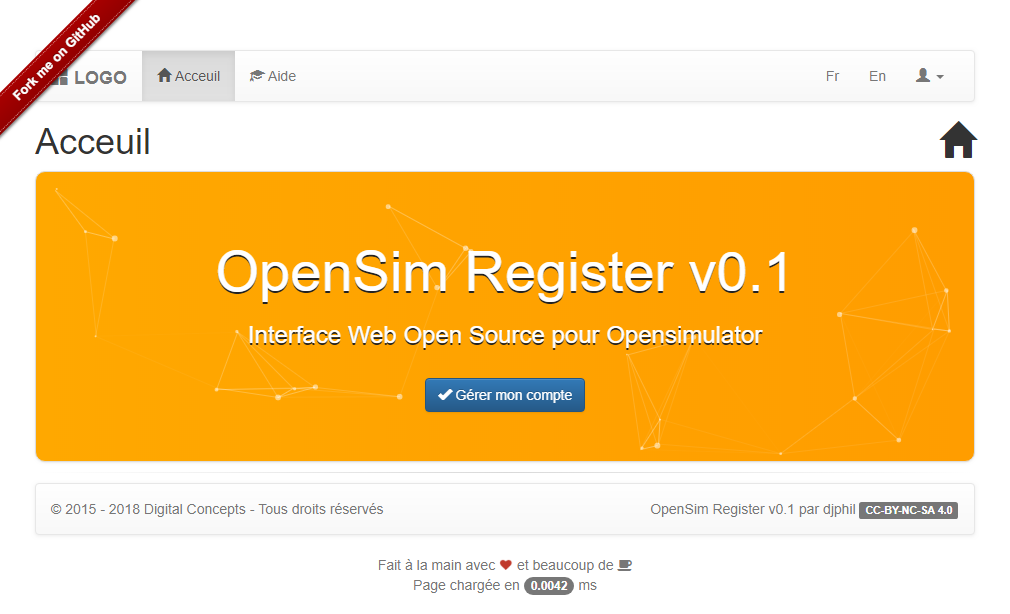 Fork me on GitHub
LOGO Acceuil Aide Fr En
Acceuil
OpenSim Register v0.1
Interface Web Open Source pour Opensimulator
Gérer mon compte
© 2015 - 2018 Digital Concepts - Tous droits réservés OpenSim Register v0.1 par djphil CC-BY-NC-SA 4.0
Fait à la main avec ❤ et beaucoup de ☕
Page chargée en 0.0042 ms